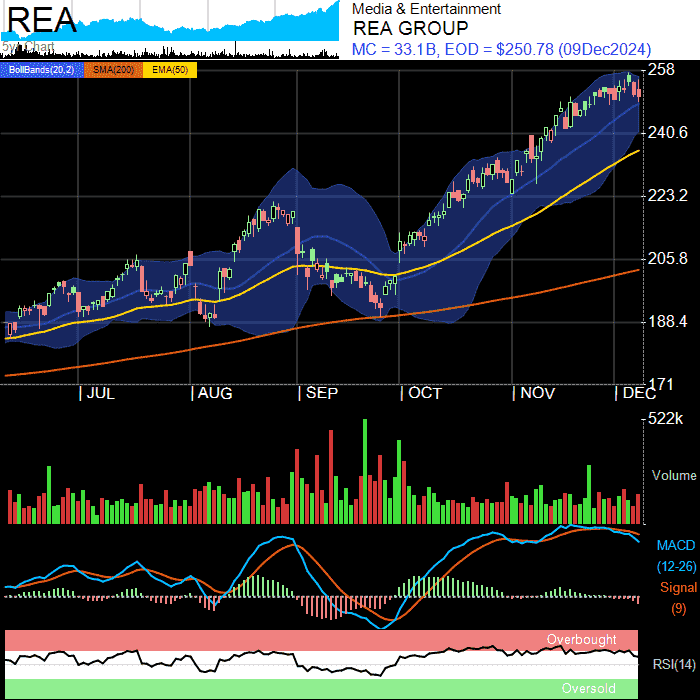 REA
5yr Chart
Media & Entertainment
REA GROUP
MC = 33.1B, EOD = $250.78 (09Dec2024)
BollBands(20,2) SMA(200) EMA(50)
258
240.6
223.2
205.8
188.4
171
JUL AUG SEP OCT NOV DEC
522k
Volume
MACD
(12-26)
Signal
(9)
Overbought
RSI(14)
Oversold